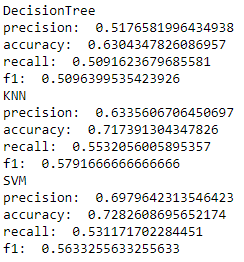 DecisionTree
precision:  0.5176581996434938
accuracy:  0.6304347826086957
recall:  0.5091623679685581
f1:  0.5096399535423926
KNN
precision:  0.6335606706450697
accuracy:  0.717391304347826
recall:  0.5532056005895357
f1:  0.5791666666666666
SVM
precision:  0.6979642313546423
accuracy:  0.7282608695652174
recall:  0.531171702284451
f1:  0.5633255633255633